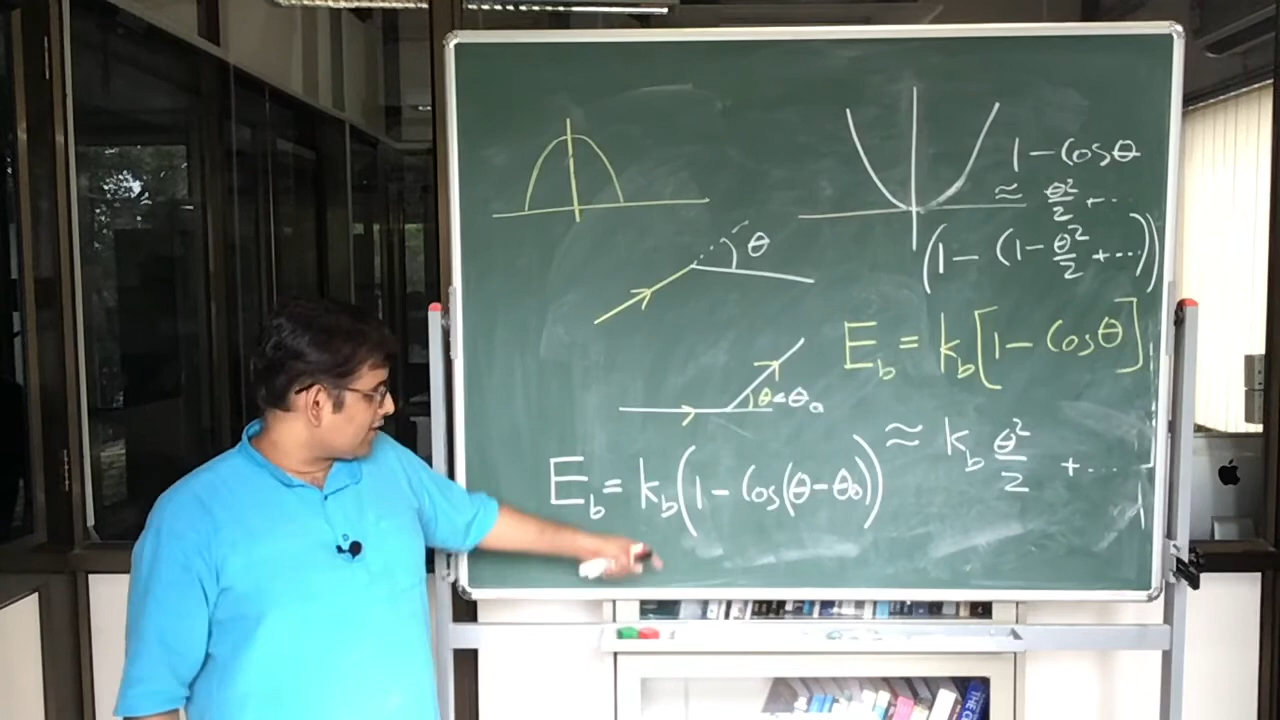 1 - Cosθ
≈ θ²/2 + ...
(1 - (1 - θ²/2 + ...))
θ
E_b = k_b[1 - Cosθ]
θ θ₀
≈ k_b θ²/2 + ...
E_b = k_b(1 - Cos(θ - θ₀))